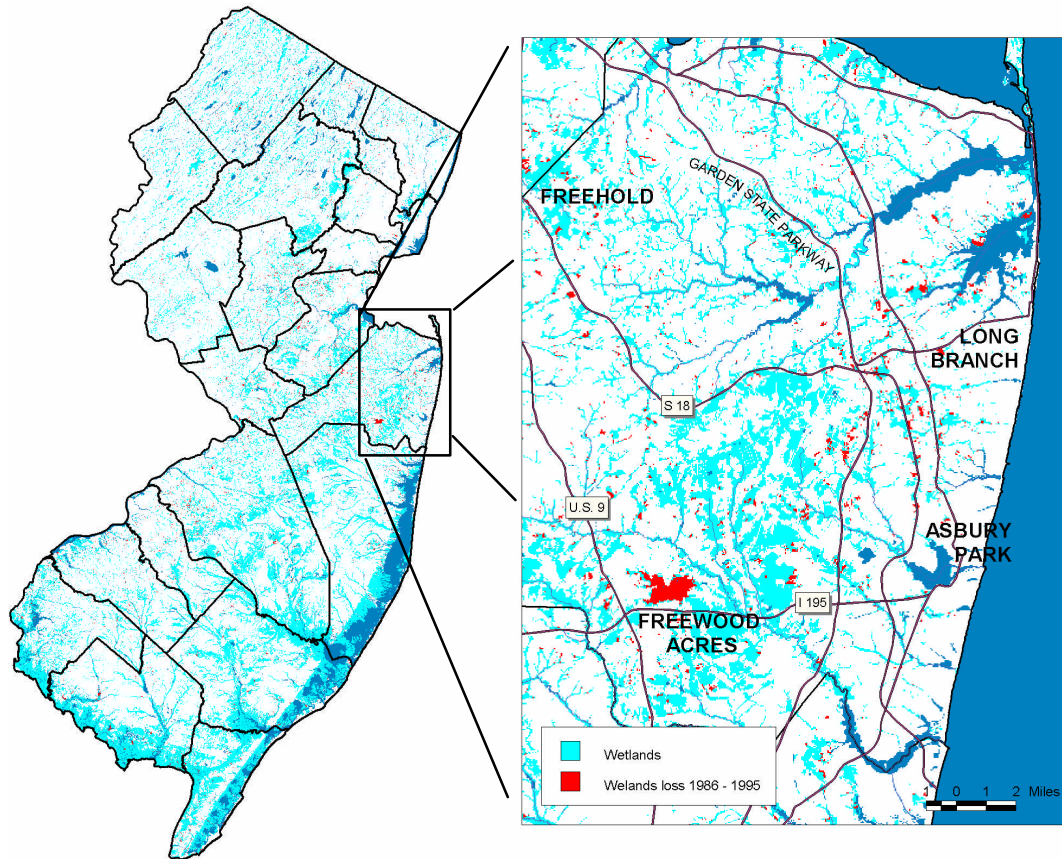 FREEHOLD
GARDEN STATE PARKWAY
LONG
BRANCH
S 18
U.S. 9
ASBURY
PARK
I 195
FREEWOOD
ACRES
Wetlands
Welands loss 1986 - 1995
1 0 1 2 Miles